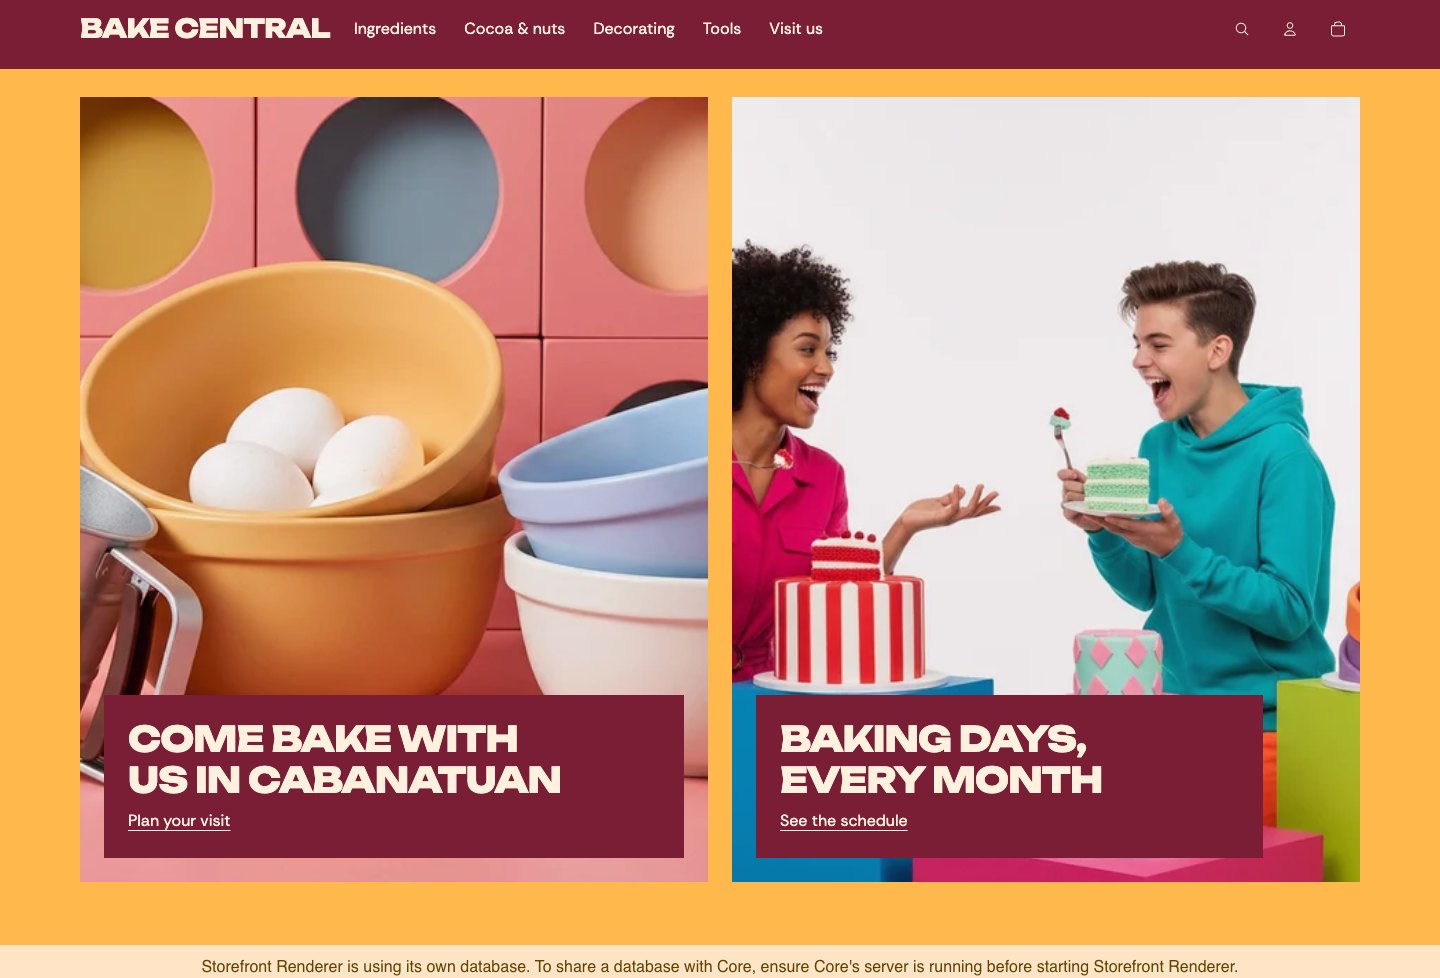 BAKE CENTRAL Ingredients Cocoa & nuts Decorating Tools Visit us
COME BAKE WITH
US IN CABANATUAN
Plan your visit
BAKING DAYS,
EVERY MONTH
See the schedule
Storefront Renderer is using its own database. To share a database with Core, ensure Core's server is running before starting Storefront Renderer.